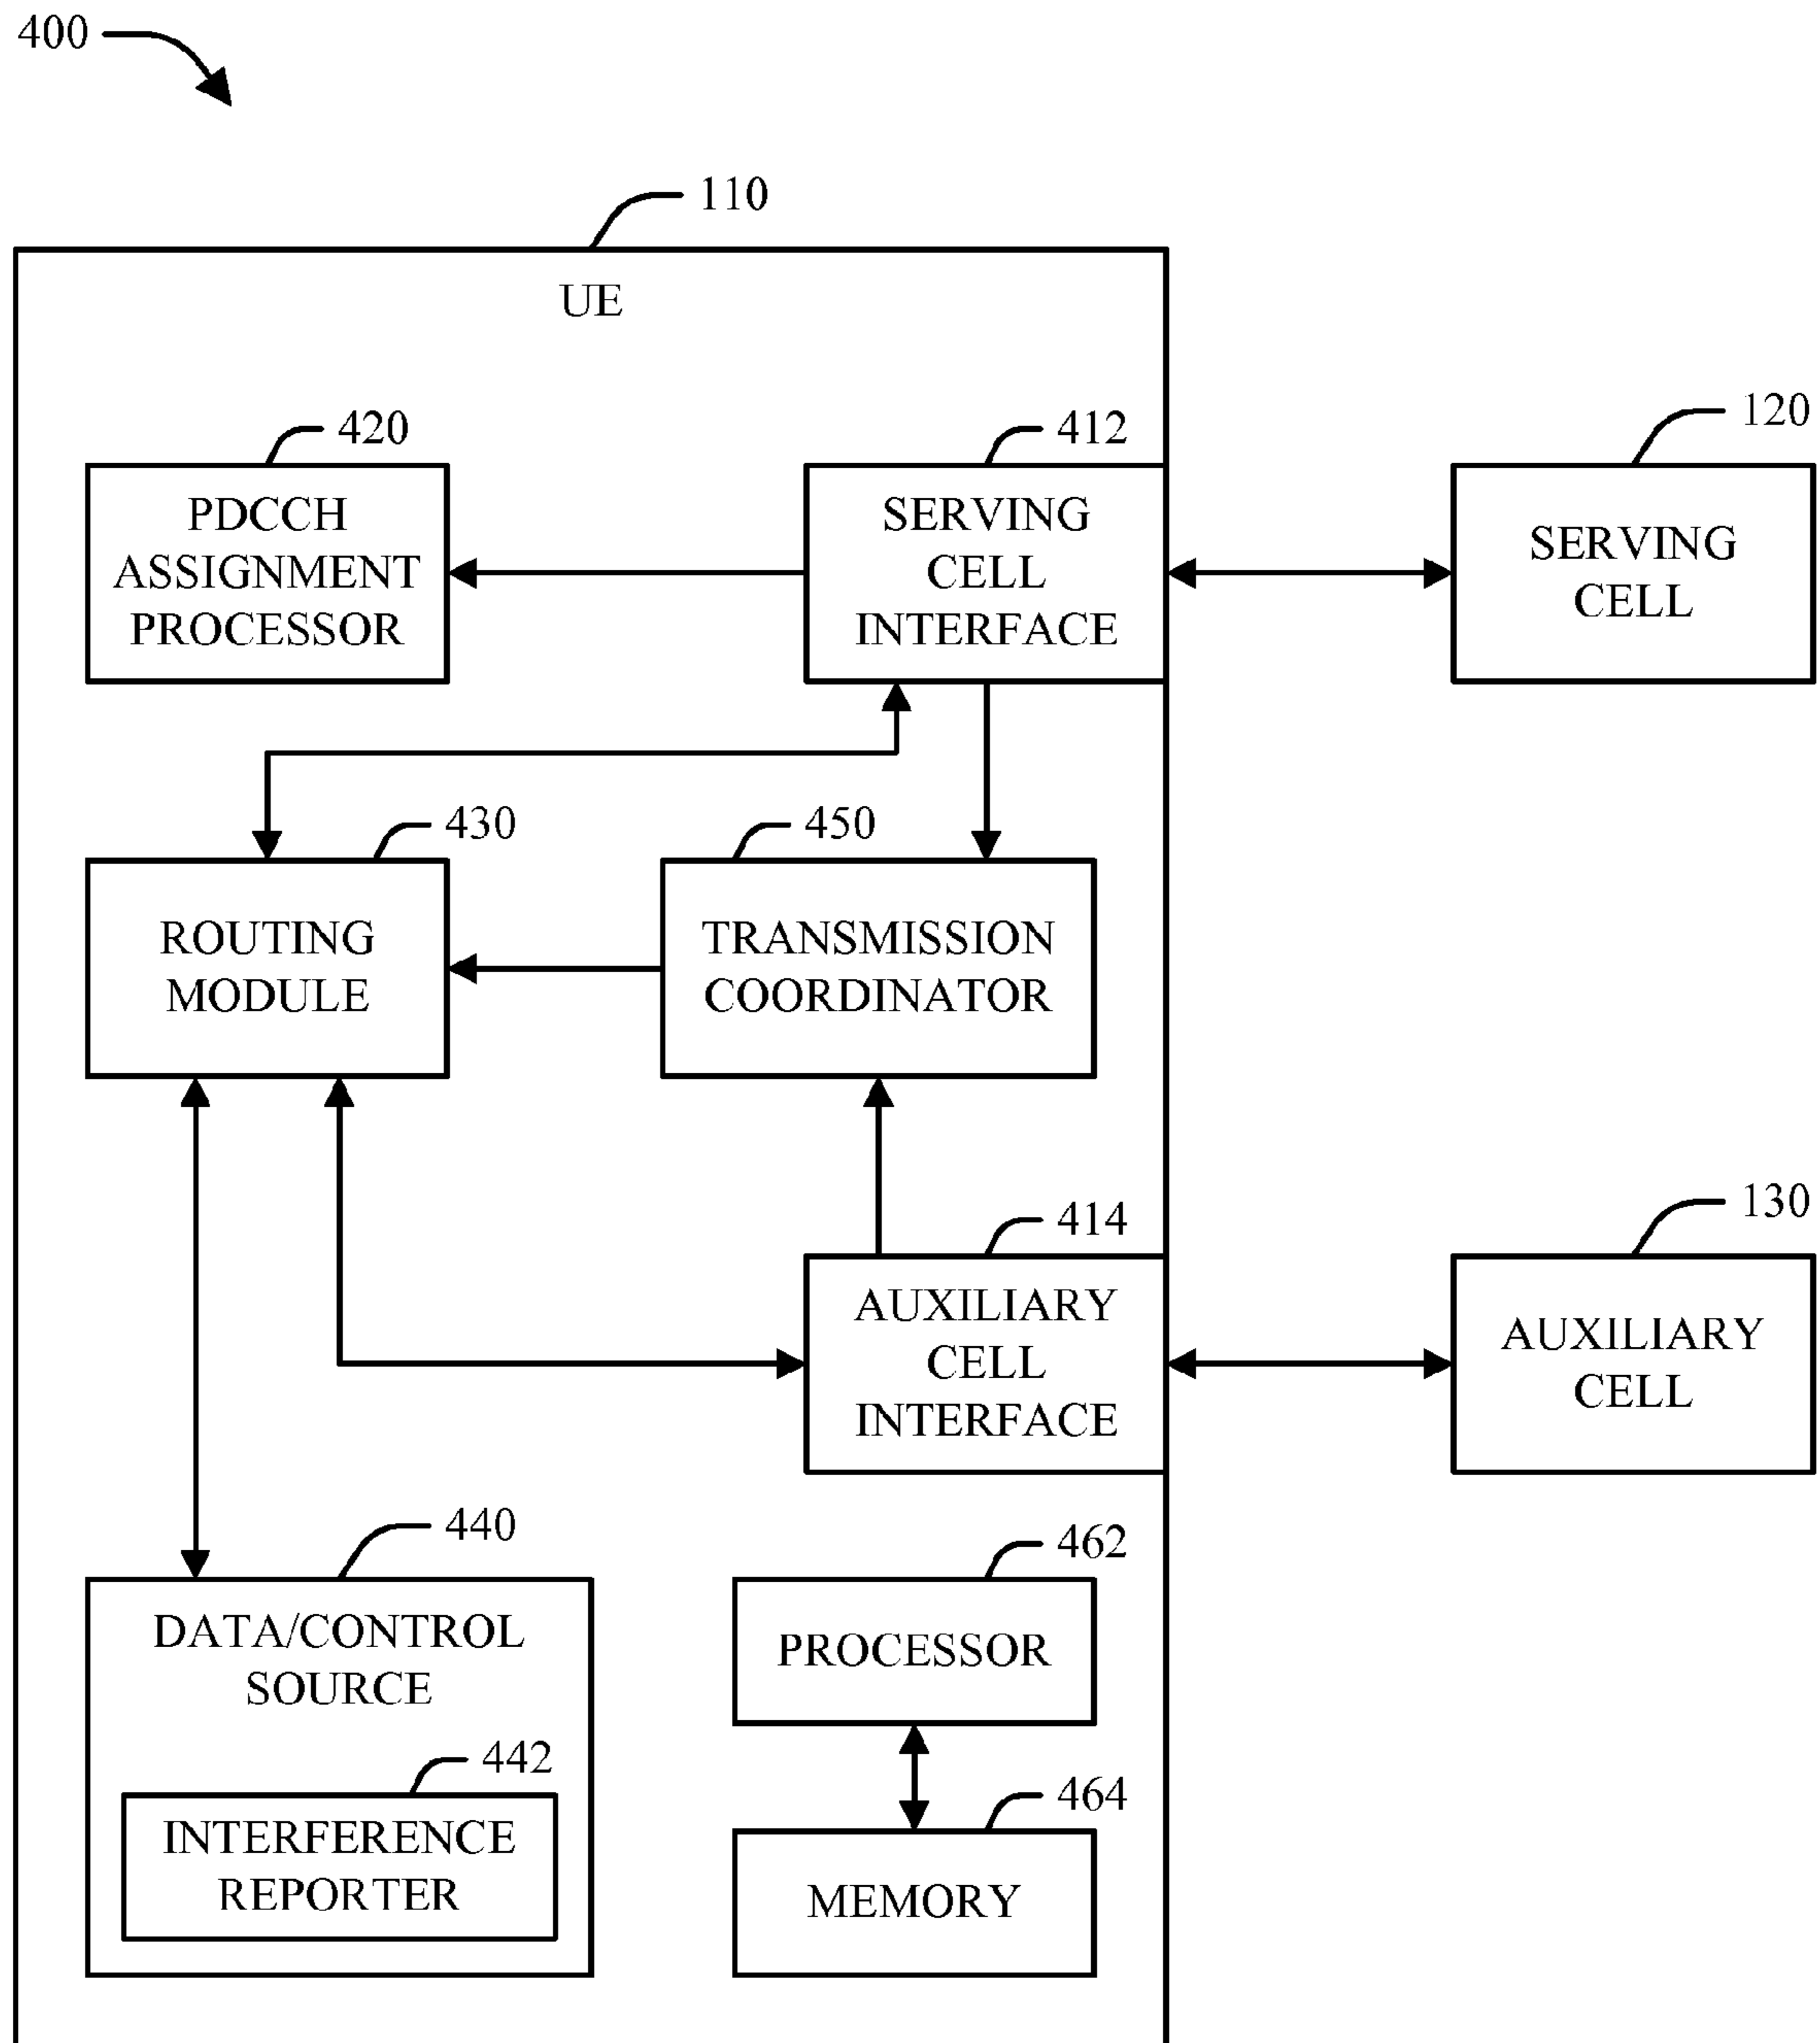 400
110
UE
420
412
120
PDCCH
ASSIGNMENT
PROCESSOR
SERVING
CELL
INTERFACE
SERVING
CELL
430
450
ROUTING
MODULE
TRANSMISSION
COORDINATOR
414
130
AUXILIARY
CELL
INTERFACE
AUXILIARY
CELL
440
462
DATA/CONTROL
SOURCE
PROCESSOR
442
464
INTERFERENCE
REPORTER
MEMORY